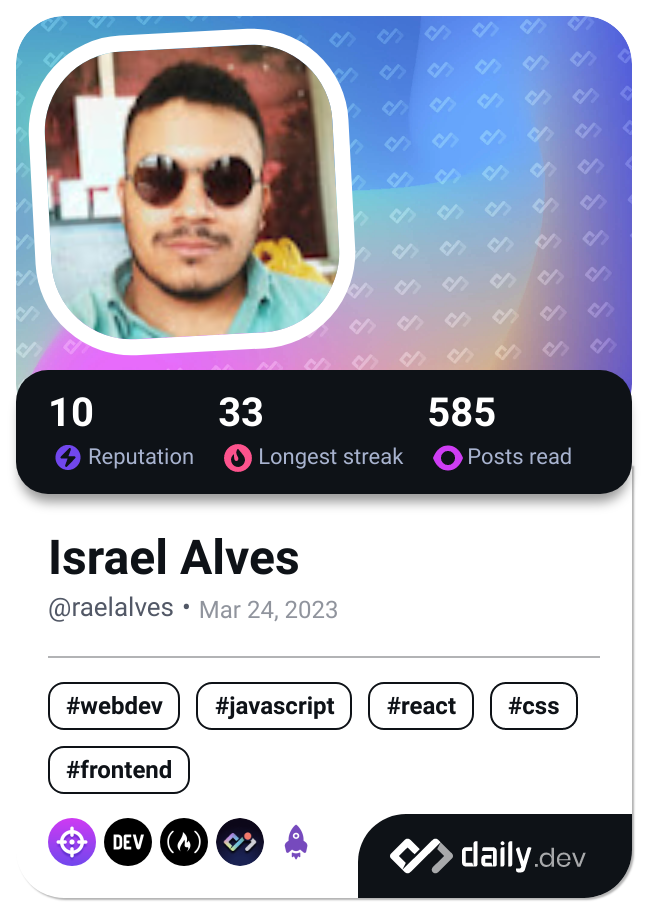 10 33 585
Reputation Longest streak Posts read
Israel Alves
@raelalves • Mar 24, 2023
#webdev #javascript #react #css
#frontend
DEV
daily.dev